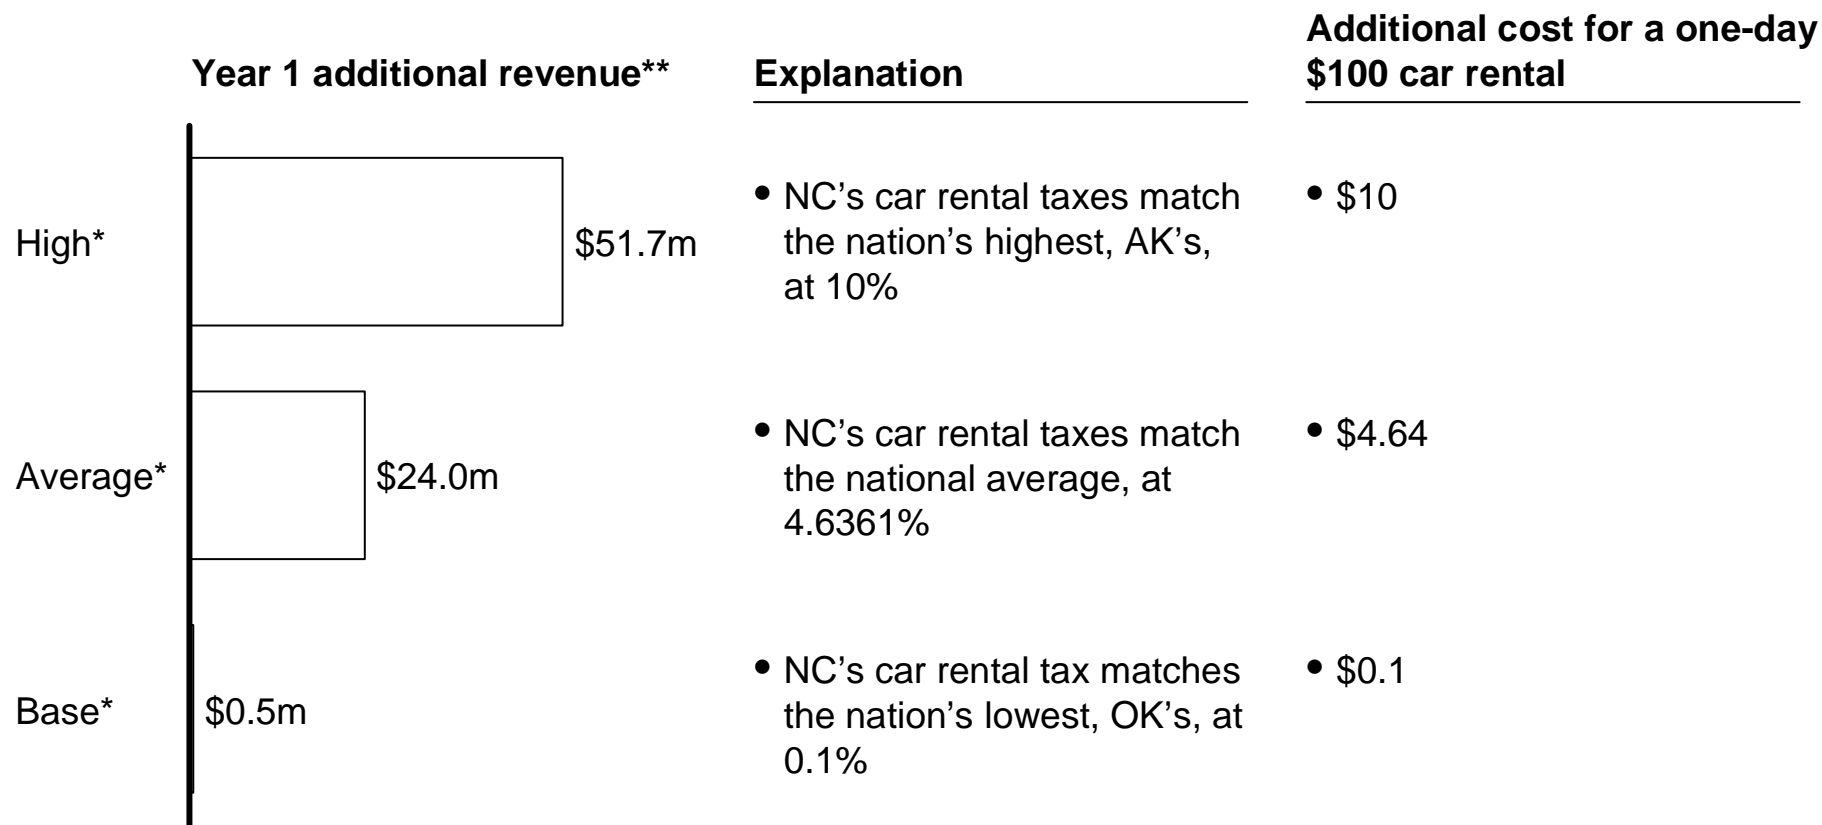 Additional cost for a one-day
Year 1 additional revenue** Explanation $100 car rental
High*
$51.7m
• NC’s car rental taxes match
the nation’s highest, AK’s,
at 10%
• $10
Average*
$24.0m
• NC’s car rental taxes match
the national average, at
4.6361%
• $4.64
Base*
$0.5m
• NC’s car rental tax matches
the nation’s lowest, OK’s, at
0.1%
• $0.1